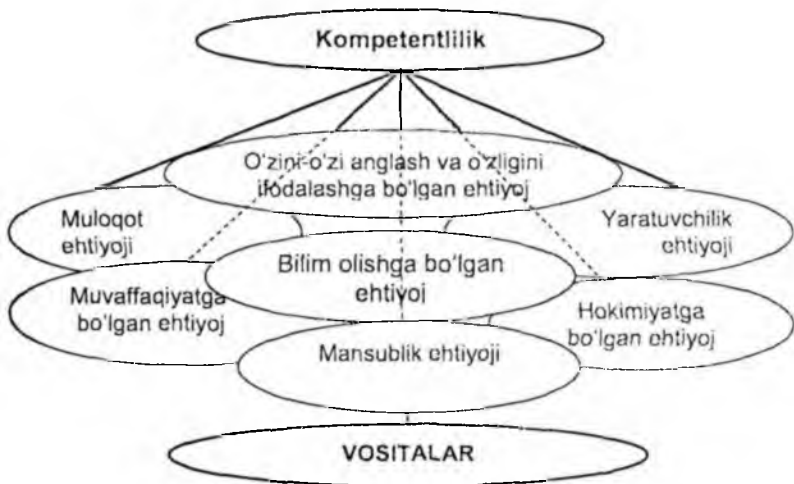 Kompetentlilik
O'zini-o'zi anglash va o'zligini
ifodalashga bo'lgan ehtiyoj
Muloqot
ehtiyoji
Yaratuvchilik
ehtiyoji
Bilim olishga bo'lgan
ehtiyoj
Muvaffaqiyatga
bo'lgan ehtiyoj
Hokimiyatga
bo'lgan ehtiyoj
Mansublik ehtiyoji
VOSITALAR